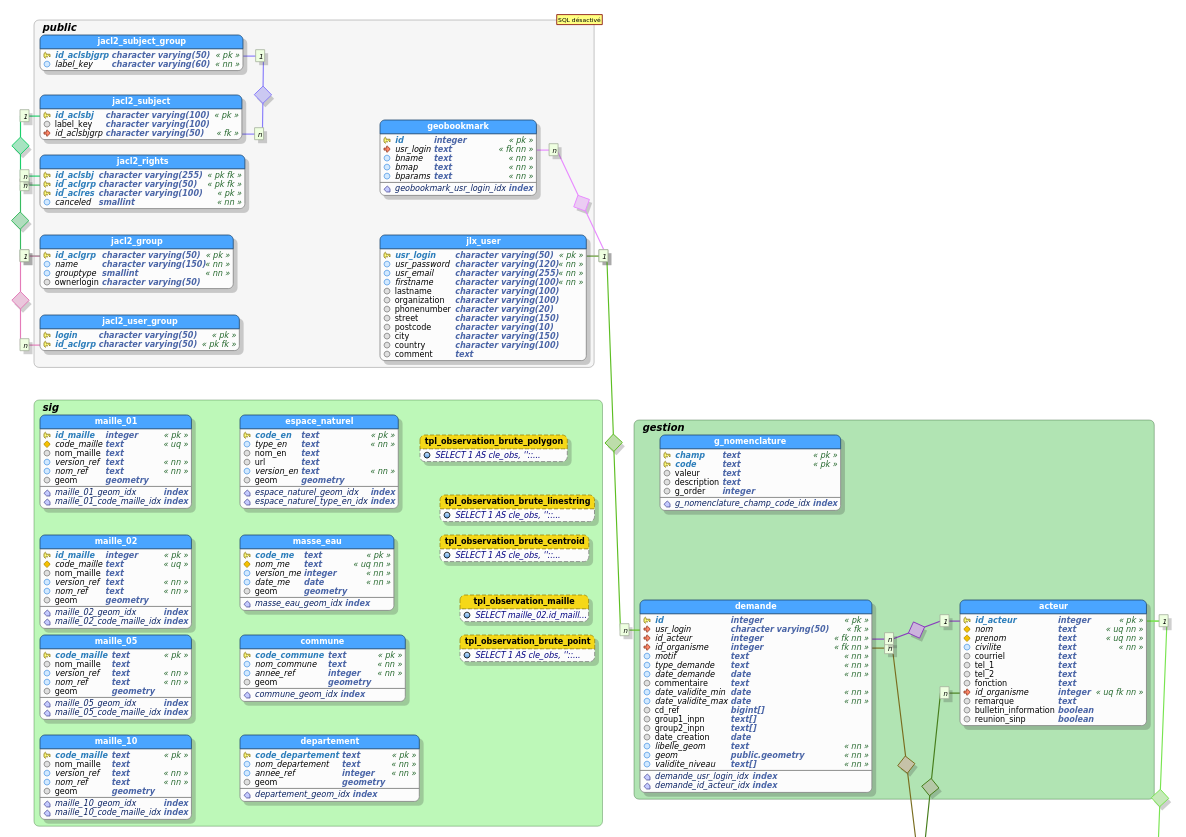 SQL désactivé
public
jacl2_subject_group
id_aclsbjgrp character varying(50) « pk »
label_key character varying(60) « nn »
1
jacl2_subject
id_aclsbj character varying(100) « pk »
label_key character varying(100)
id_aclsbjgrp character varying(50) « fk »
1
n
jacl2_rights
id_aclsbj character varying(255) « pk fk »
id_aclgrp character varying(50) « pk fk »
id_aclres character varying(100) « pk »
canceled smallint « nn »
n
n
jacl2_group
id_aclgrp character varying(50) « pk »
name character varying(150) « nn »
grouptype smallint « nn »
ownerlogin character varying(50)
1
jacl2_user_group
login character varying(50) « pk »
id_aclgrp character varying(50) « pk fk »
n
geobookmark
id integer « pk »
usr_login text « fk nn »
bname text « nn »
bmap text « nn »
bparams text « nn »
geobookmark_usr_login_idx index
n
jlx_user
usr_login character varying(50) « pk »
usr_password character varying(120) « nn »
usr_email character varying(255) « nn »
firstname character varying(100) « nn »
lastname character varying(100)
organization character varying(100)
phonenumber character varying(20)
street character varying(150)
postcode character varying(10)
city character varying(150)
country character varying(100)
comment text
1
sig
maille_01
id_maille integer « pk »
code_maille text « uq »
nom_maille text
version_ref text « nn »
nom_ref text « nn »
geom geometry
maille_01_geom_idx index
maille_01_code_maille_idx index
espace_naturel
code_en text « pk »
type_en text « nn »
nom_en text
url text
version_en text « nn »
geom geometry
espace_naturel_geom_idx index
espace_naturel_type_en_idx index
tpl_observation_brute_polygon
SELECT 1 AS cle_obs, ''::...
tpl_observation_brute_linestring
SELECT 1 AS cle_obs, ''::...
maille_02
id_maille integer « pk »
code_maille text « uq »
nom_maille text
version_ref text « nn »
nom_ref text « nn »
geom geometry
maille_02_geom_idx index
maille_02_code_maille_idx index
masse_eau
code_me text « pk »
nom_me text « uq nn »
version_me integer « nn »
date_me date « nn »
geom geometry
masse_eau_geom_idx index
tpl_observation_brute_centroid
SELECT 1 AS cle_obs, ''::...
tpl_observation_maille
SELECT maille_02.id_maill...
maille_05
code_maille text « pk »
nom_maille text
version_ref text « nn »
nom_ref text « nn »
geom geometry
maille_05_geom_idx index
maille_05_code_maille_idx index
commune
code_commune text « pk »
nom_commune text « nn »
annee_ref integer « nn »
geom geometry
commune_geom_idx index
tpl_observation_brute_point
SELECT 1 AS cle_obs, ''::...
maille_10
code_maille text « pk »
nom_maille text
version_ref text « nn »
nom_ref text « nn »
geom geometry
maille_10_geom_idx index
maille_10_code_maille_idx index
departement
code_departement text « pk »
nom_departement text « nn »
annee_ref integer « nn »
geom geometry
departement_geom_idx index
gestion
g_nomenclature
champ text « pk »
code text « pk »
valeur text
description text
g_order integer
g_nomenclature_champ_code_idx index
demande
id integer « pk »
usr_login character varying(50) « fk »
id_acteur integer « fk nn »
id_organisme integer « fk nn »
motif text « nn »
type_demande text « nn »
date_demande date « nn »
commentaire text
date_validite_min date « nn »
date_validite_max date « nn »
cd_ref bigint[]
group1_inpn text[]
group2_inpn text[]
date_creation date
libelle_geom text « nn »
geom public.geometry « nn »
validite_niveau text[] « nn »
demande_usr_login_idx index
demande_id_acteur_idx index
n
n
n
acteur
id_acteur integer « pk »
nom text « uq nn »
prenom text « uq nn »
civilite text « nn »
courriel text
tel_1 text
tel_2 text
fonction text
id_organisme integer « uq fk nn »
remarque text
bulletin_information boolean
reunion_sinp boolean
1
n
1